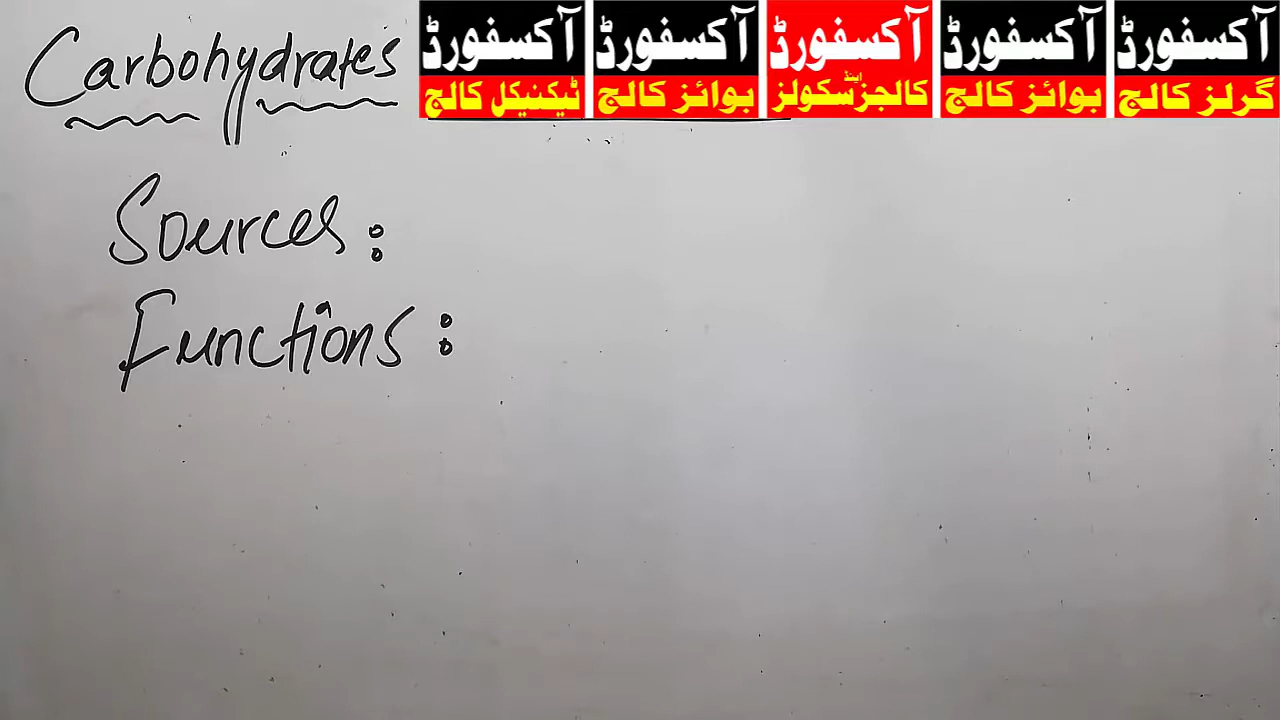 Carbohydrates
آکسفورڈ ٹیکنیکل کالج
آکسفورڈ بوائز کالج
آکسفورڈ کالجز اینڈ سکولز
آکسفورڈ بوائز کالج
آکسفورڈ گرلز کالج
Sources:
Functions: